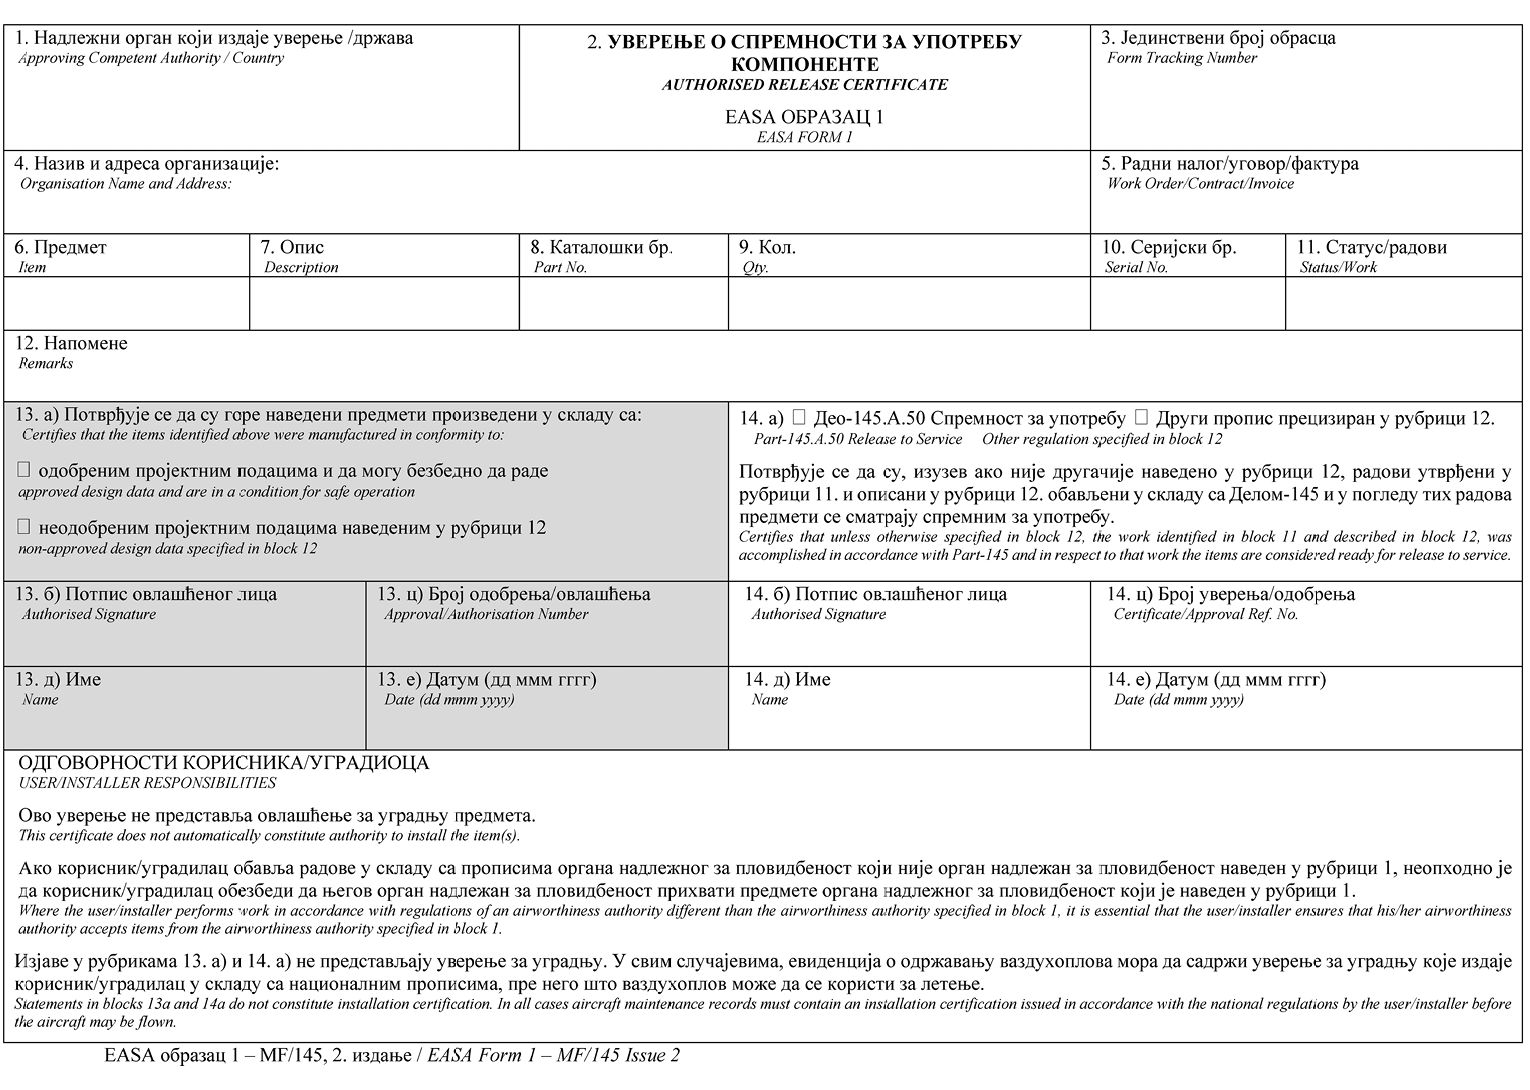 1. Надлежни орган који издаје уверење /држава
Approving Competent Authority / Country
2. УВЕРЕЊЕ О СПРЕМНОСТИ ЗА УПОТРЕБУ
КОМПОНЕНТЕ
AUTHORISED RELEASE CERTIFICATE
EASA ОБРАЗАЦ 1
EASA FORM 1
3. Јединствени број обрасца
Form Tracking Number
4. Назив и адреса организације:
Organisation Name and Address:
5. Радни налог/уговор/фактура
Work Order/Contract/Invoice
6. Предмет
Item
7. Опис
Description
8. Каталошки бр.
Part No.
9. Кол.
Qty.
10. Серијски бр.
Serial No.
11. Статус/радови
Status/Work
12. Напомене
Remarks
13. а) Потврђује се да су горе наведени предмети произведени у складу са:
Certifies that the items identified above were manufactured in conformity to:
☐ одобреним пројектним подацима и да могу безбедно да раде
approved design data and are in a condition for safe operation
☐ неодобреним пројектним подацима наведеним у рубрици 12
non-approved design data specified in block 12
14. а) ☐ Део-145.А.50 Спремност за употребу ☐ Други пропис прецизиран у рубрици 12.
Part-145.A.50 Release to Service Other regulation specified in block 12
Потврђује се да су, изузев ако није другачије наведено у рубрици 12, радови утврђени у
рубрици 11. и описани у рубрици 12. обављени у складу са Делом-145 и у погледу тих радова
предмети се сматрају спремним за употребу.
Certifies that unless otherwise specified in block 12, the work identified in block 11 and described in block 12, was
accomplished in accordance with Part-145 and in respect to that work the items are considered ready for release to service.
13. б) Потпис овлашћеног лица
Authorised Signature
13. ц) Број одобрења/овлашћења
Approval/Authorisation Number
14. б) Потпис овлашћеног лица
Authorised Signature
14. ц) Број уверења/одобрења
Certificate/Approval Ref. No.
13. д) Име
Name
13. е) Датум (дд ммм гггг)
Date (dd mmm yyyy)
14. д) Име
Name
14. е) Датум (дд ммм гггг)
Date (dd mmm yyyy)
ОДГОВОРНОСТИ КОРИСНИКА/УГРАДИОЦА
USER/INSTALLER RESPONSIBILITIES
Ово уверење не представља овлашћење за уградњу предмета.
This certificate does not automatically constitute authority to install the item(s).
Ако корисник/уградилац обавља радове у складу са прописима органа надлежног за пловидбеност који није орган надлежан за пловидбеност наведен у рубрици 1, неопходно је
да корисник/уградилац обезбеди да његов орган надлежан за пловидбеност прихвати предмете органа надлежног за пловидбеност који је наведен у рубрици 1.
Where the user/installer performs work in accordance with regulations of an airworthiness authority different than the airworthiness authority specified in block 1, it is essential that the user/installer ensures that his/her airworthiness
authority accepts items from the airworthiness authority specified in block 1.
Изјаве у рубрикама 13. а) и 14. а) не представљају уверење за уградњу. У свим случајевима, евиденција о одржавању ваздухоплова мора да садржи уверење за уградњу које издаје
корисник/уградилац у складу са националним прописима, пре него што ваздухоплов може да се користи за летење.
Statements in blocks 13a and 14a do not constitute installation certification. In all cases aircraft maintenance records must contain an installation certification issued in accordance with the national regulations by the user/installer before
the aircraft may be flown.
EASA образац 1 – MF/145, 2. издање / EASA Form 1 – MF/145 Issue 2